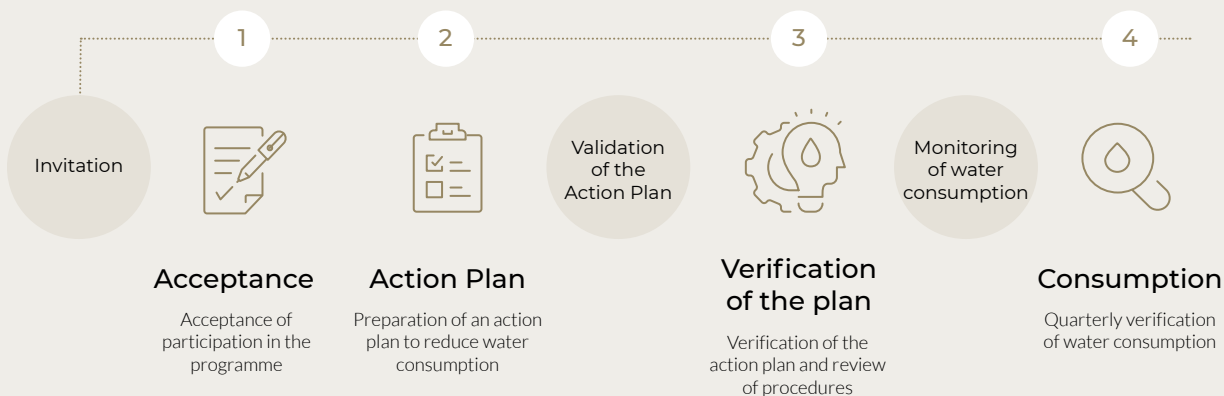 1
2
3
4
Invitation
Validation
of the
Action Plan
Monitoring
of water
consumption
Acceptance
Acceptance of
participation in the
programme
Action Plan
Preparation of an action
plan to reduce water
consumption
Verification
of the plan
Verification of the
action plan and review
of procedures
Consumption
Quarterly verification
of water consumption